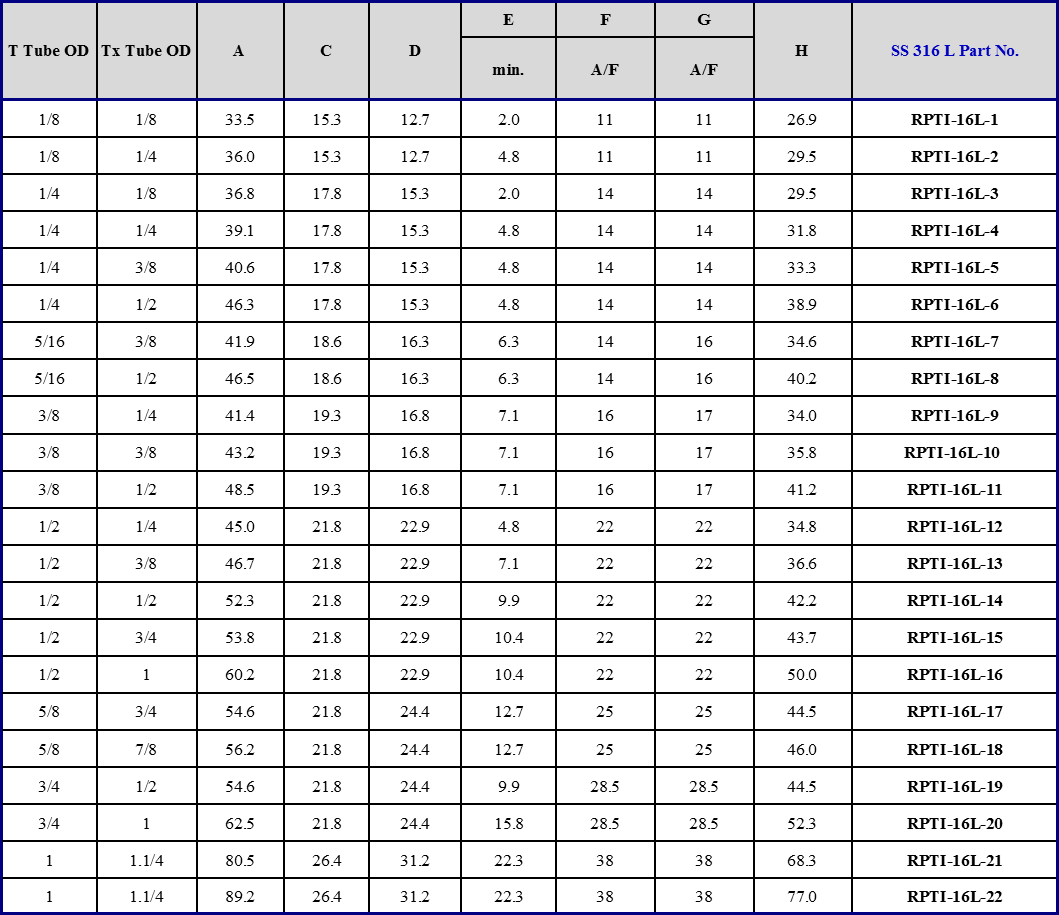 T Tube OD Tx Tube OD A C D E F G H SS 316 L Part No.
min. A/F A/F
1/8 1/8 33.5 15.3 12.7 2.0 11 11 26.9 RPTI-16L-1
1/8 1/4 36.0 15.3 12.7 4.8 11 11 29.5 RPTI-16L-2
1/4 1/8 36.8 17.8 15.3 2.0 14 14 29.5 RPTI-16L-3
1/4 1/4 39.1 17.8 15.3 4.8 14 14 31.8 RPTI-16L-4
1/4 3/8 40.6 17.8 15.3 4.8 14 14 33.3 RPTI-16L-5
1/4 1/2 46.3 17.8 15.3 4.8 14 14 38.9 RPTI-16L-6
5/16 3/8 41.9 18.6 16.3 6.3 14 16 34.6 RPTI-16L-7
5/16 1/2 46.5 18.6 16.3 6.3 14 16 40.2 RPTI-16L-8
3/8 1/4 41.4 19.3 16.8 7.1 16 17 34.0 RPTI-16L-9
3/8 3/8 43.2 19.3 16.8 7.1 16 17 35.8 RPTI-16L-10
3/8 1/2 48.5 19.3 16.8 7.1 16 17 41.2 RPTI-16L-11
1/2 1/4 45.0 21.8 22.9 4.8 22 22 34.8 RPTI-16L-12
1/2 3/8 46.7 21.8 22.9 7.1 22 22 36.6 RPTI-16L-13
1/2 1/2 52.3 21.8 22.9 9.9 22 22 42.2 RPTI-16L-14
1/2 3/4 53.8 21.8 22.9 10.4 22 22 43.7 RPTI-16L-15
1/2 1 60.2 21.8 22.9 10.4 22 22 50.0 RPTI-16L-16
5/8 3/4 54.6 21.8 24.4 12.7 25 25 44.5 RPTI-16L-17
5/8 7/8 56.2 21.8 24.4 12.7 25 25 46.0 RPTI-16L-18
3/4 1/2 54.6 21.8 24.4 9.9 28.5 28.5 44.5 RPTI-16L-19
3/4 1 62.5 21.8 24.4 15.8 28.5 28.5 52.3 RPTI-16L-20
1 1.1/4 80.5 26.4 31.2 22.3 38 38 68.3 RPTI-16L-21
1 1.1/4 89.2 26.4 31.2 22.3 38 38 77.0 RPTI-16L-22